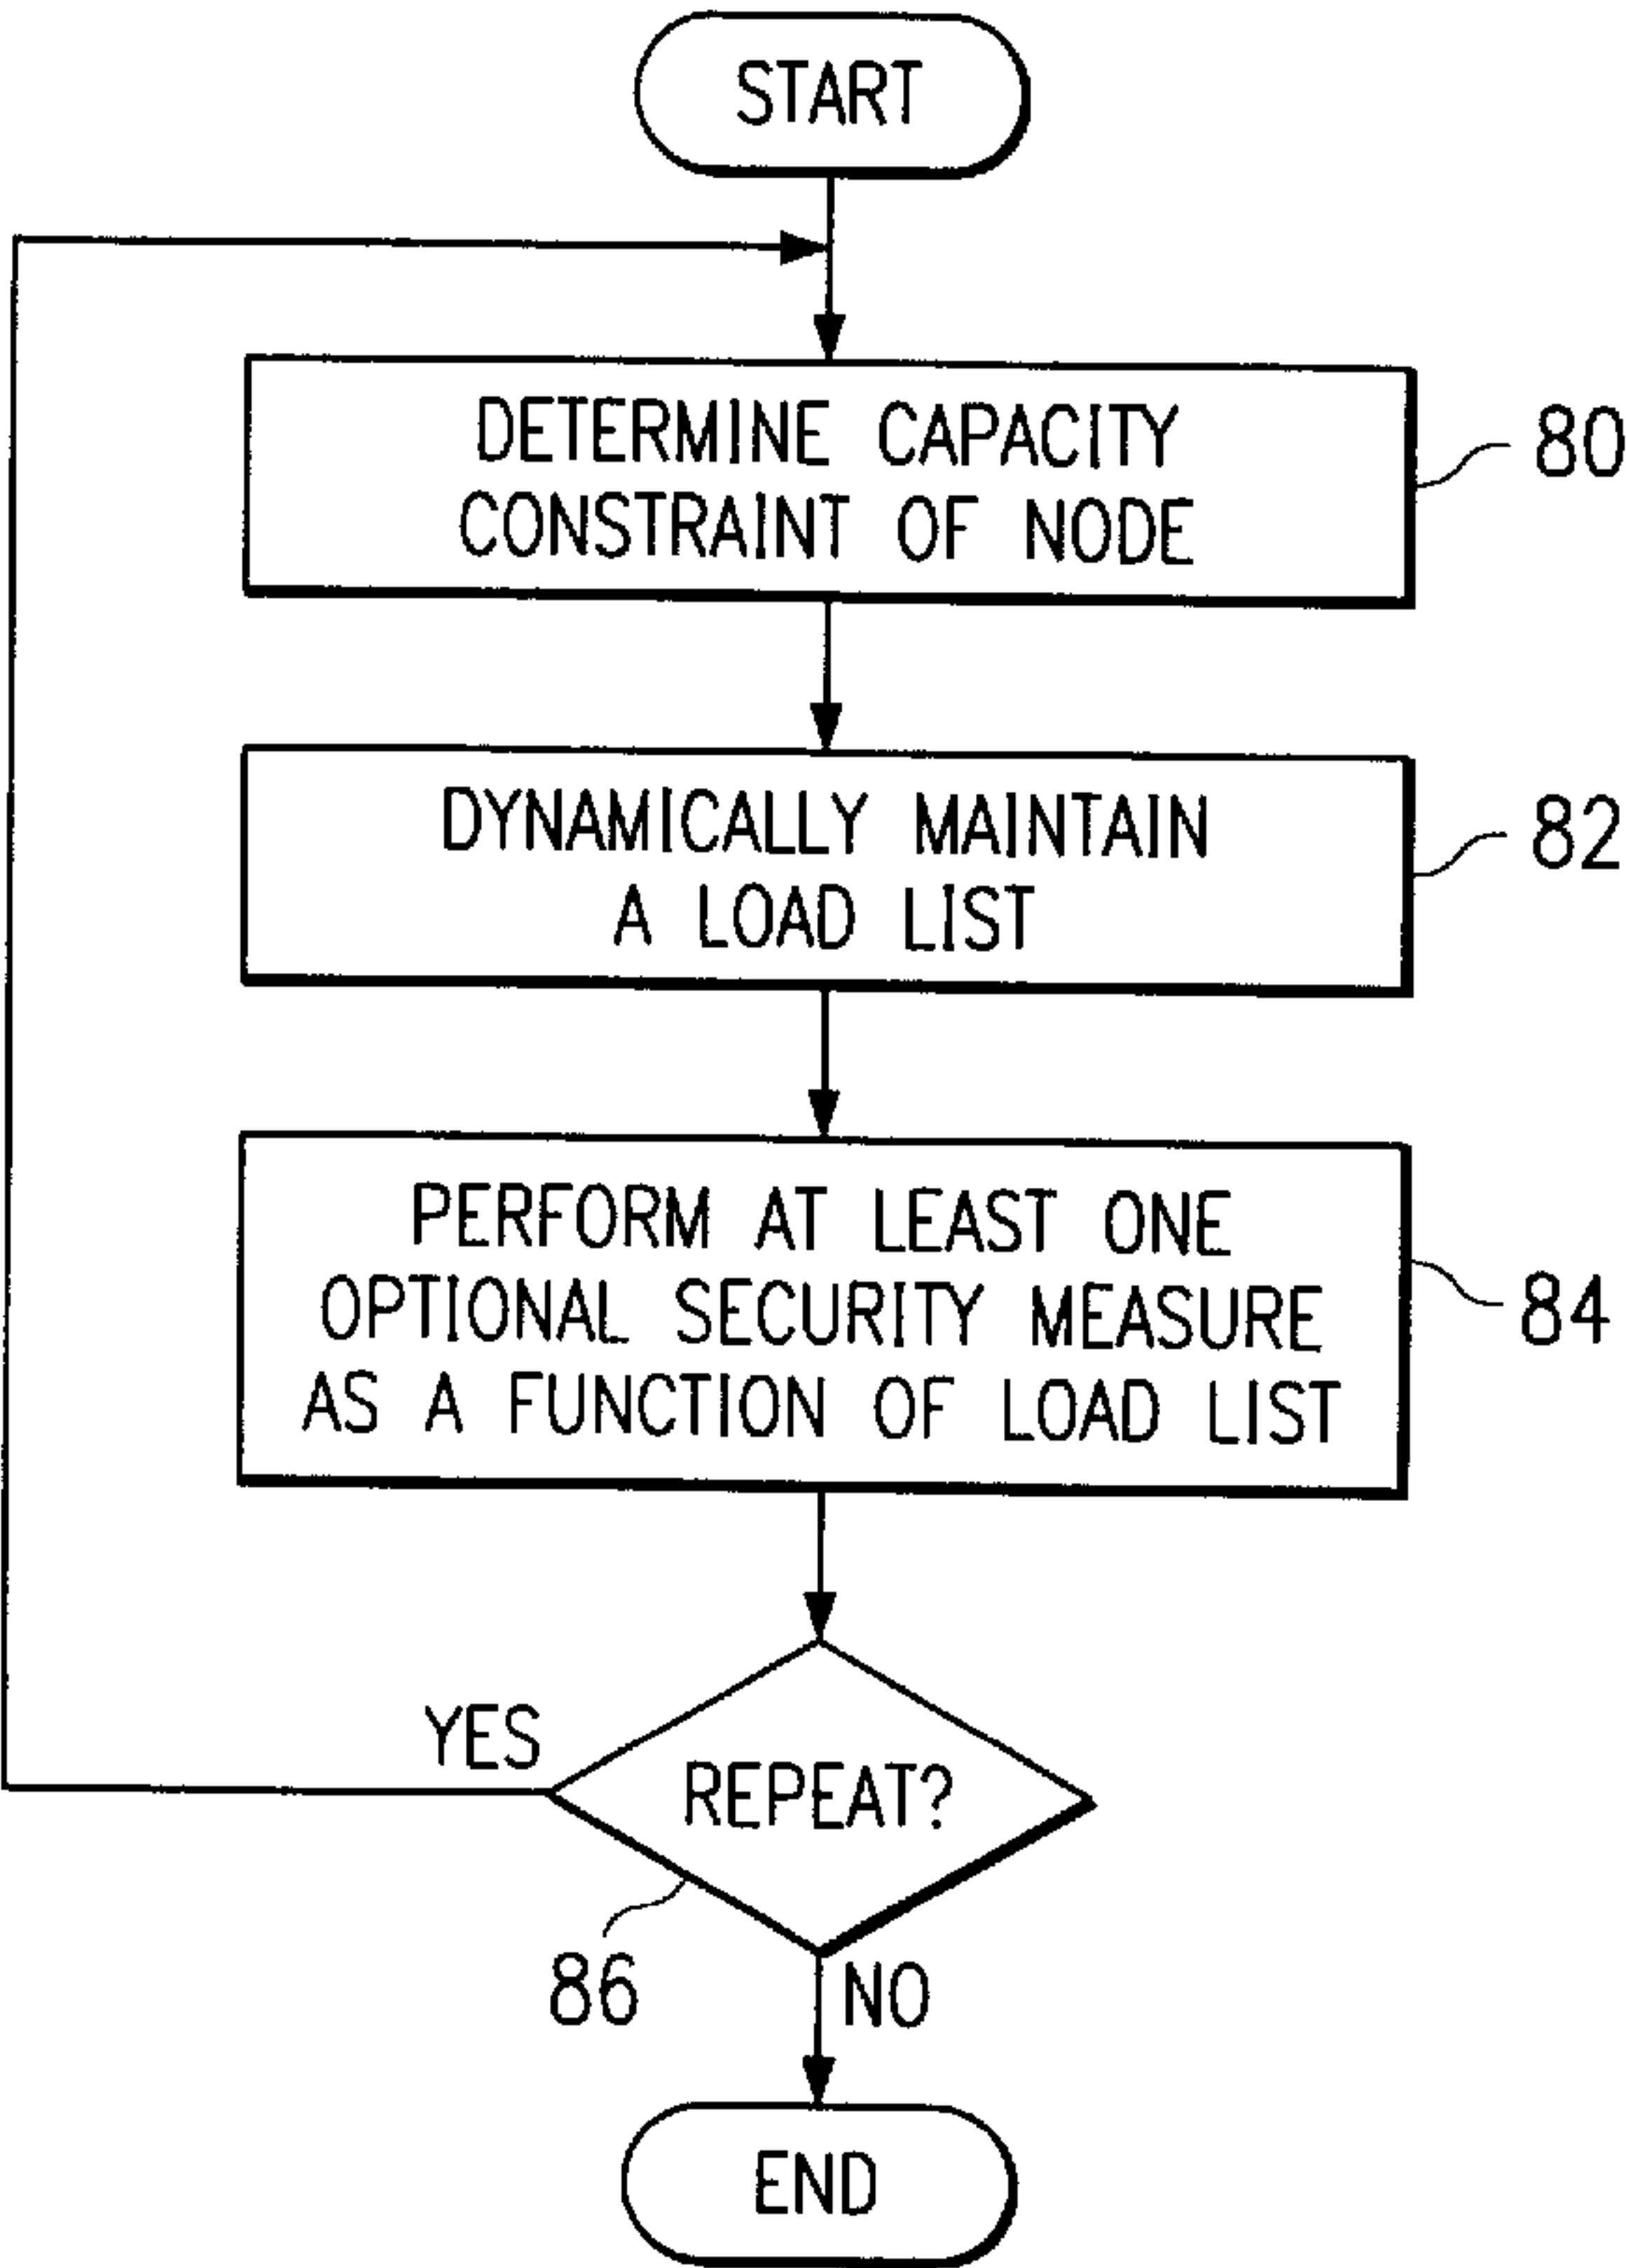 START
DETERMINE CAPACITY
CONSTRAINT OF NODE
80
DYNAMICALLY MAINTAIN
A LOAD LIST
82
PERFORM AT LEAST ONE
OPTIONAL SECURITY MEASURE
AS A FUNCTION OF LOAD LIST
84
YES
REPEAT?
86
NO
END